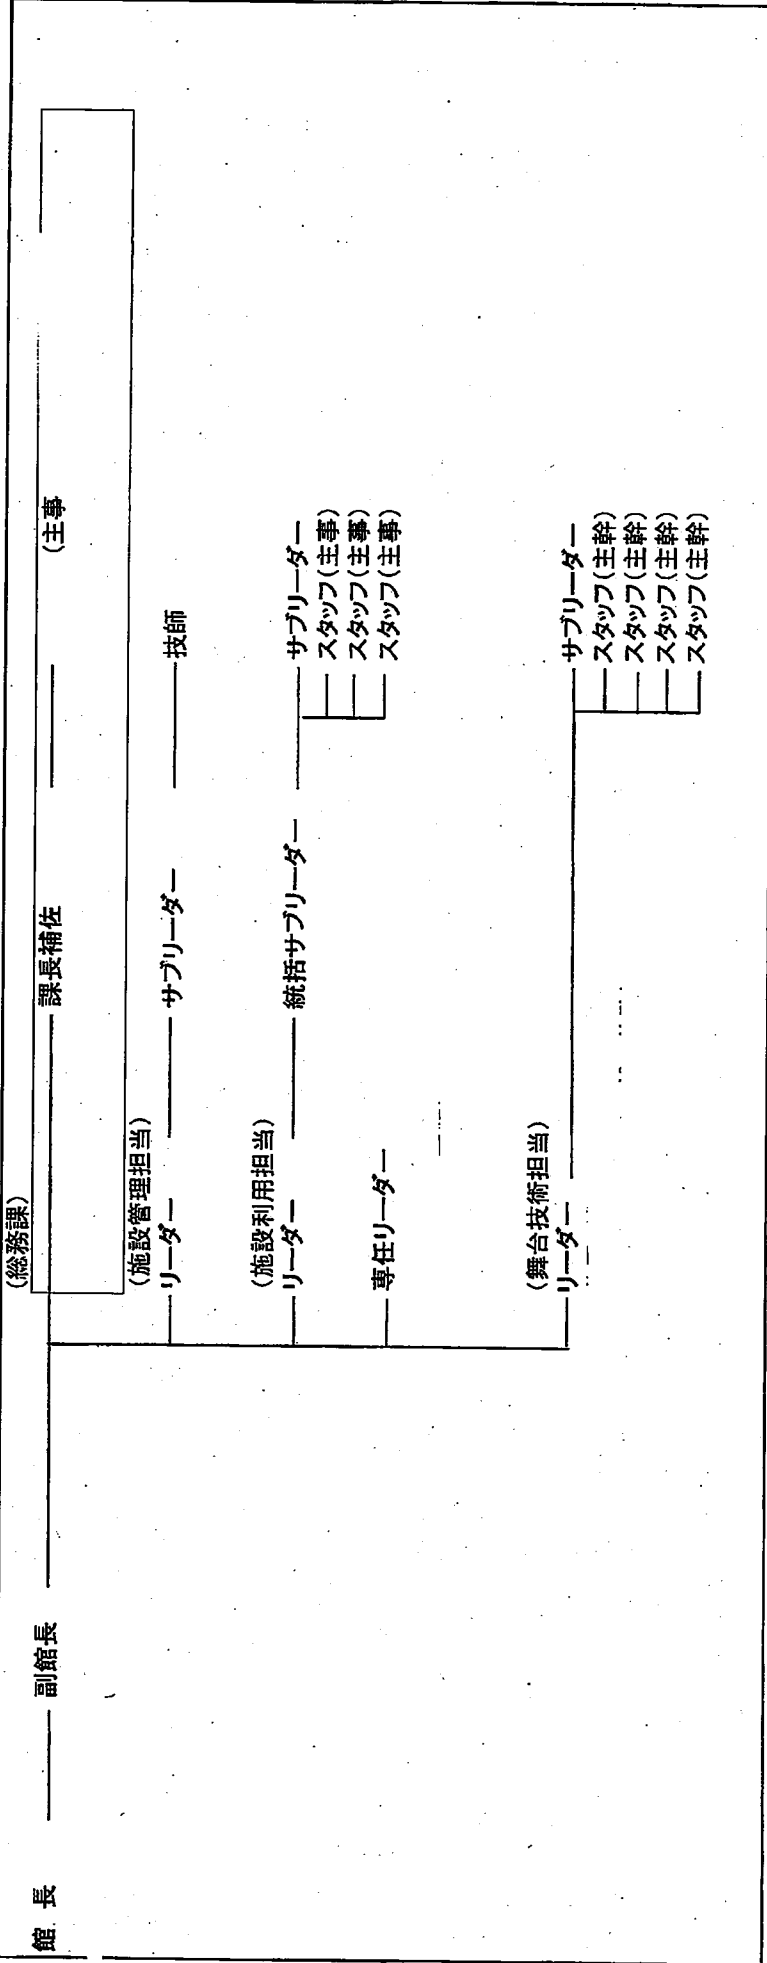 館 長 副館長
(総務課)
課長補佐 (主事
(施設管理担当)
リーダー サブリーダー 技師
(施設利用担当)
リーダー 統括サブリーダー サブリーダー
スタッフ(主事)
スタッフ(主事)
専任リーダー スタッフ(主事)
(舞台技術担当)
リーダー サブリーダー
スタッフ(主幹)
スタッフ(主幹)
スタッフ(主幹)
スタッフ(主幹)